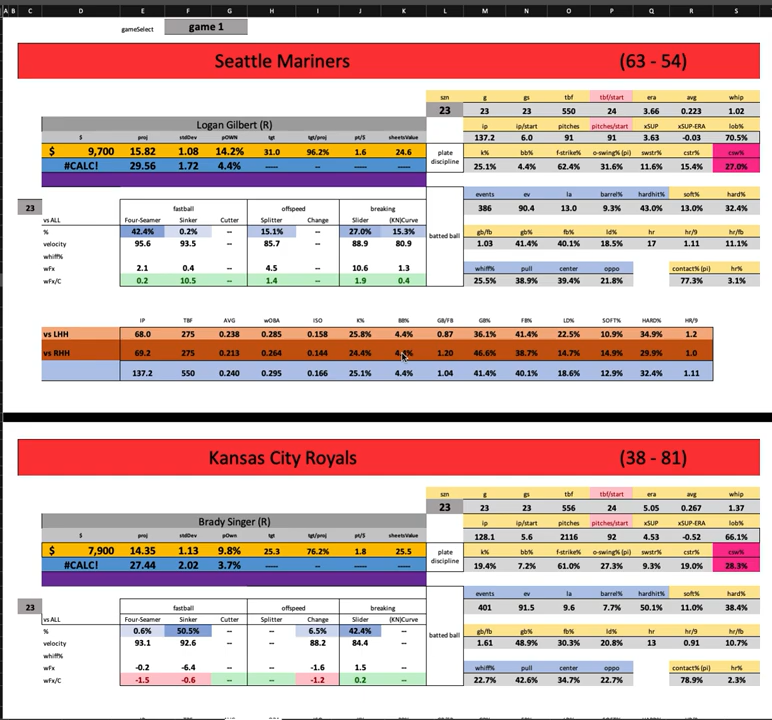 A B C D E F G H I J K L M N O P Q R S
gameSelect game 1
Seattle Mariners (63 - 54)
szn g gs tbf tbf/start era avg whip
23 23 23 550 24 3.66 0.223 1.02
Logan Gilbert (R) ip ip/start pitches pitches/start xSUP xSUP-ERA lob%
$ proj stdDev pOWN tgt tgt/proj pt/$ sheetsValue 137.2 6.0 91 91 3.63 -0.03 70.5%
$ 9,700 15.82 1.08 14.2% 31.0 96.2% 1.6 24.6 plate discipline k% bb% f-strike% o-swing% (pi) swstr% cstr% csw%
#CALC! 29.56 1.72 4.4% ---- ---- -- ---- 25.1% 4.4% 62.4% 31.6% 11.6% 15.4% 27.0%
events ev la barrel% hardhit% soft% hard%
23 fastball offspeed breaking 386 90.4 13.0 9.3% 43.0% 13.0% 32.4%
vs ALL Four-Seamer Sinker Cutter Splitter Change Slider (KN)Curve
% 42.4% 0.2% -- 15.1% -- 27.0% 15.3% batted ball gb/fb gb% fb% ld% hr hr/9 hr/fb
velocity 95.6 93.5 -- 85.7 -- 88.9 80.9 1.03 41.4% 40.1% 18.5% 17 1.11 11.1%
whiff%
wFx 2.1 0.4 -- 4.5 -- 10.6 1.3 whiff% pull center oppo contact% (pi) hr%
wFx/C 0.2 10.5 -- 1.4 -- 1.9 0.4 25.5% 38.9% 39.4% 21.8% 77.3% 3.1%
IP TBF AVG wOBA ISO K% BB% GB/FB GB% FB% LD% SOFT% HARD% HR/9
vs LHH 68.0 275 0.238 0.285 0.158 25.8% 4.4% 0.87 36.1% 41.4% 22.5% 10.9% 34.9% 1.2
vs RHH 69.2 275 0.213 0.264 0.144 24.4% 1.20 46.6% 38.7% 14.7% 14.9% 29.9% 1.0
137.2 550 0.240 0.295 0.166 25.1% 4.4% 1.04 41.4% 40.1% 18.6% 12.9% 32.4% 1.11
Kansas City Royals (38 - 81)
szn g gs tbf tbf/start era avg whip
23 23 23 556 24 5.05 0.267 1.37
Brady Singer (R) ip ip/start pitches pitches/start xSUP xSUP-ERA lob%
$ proj stdDev pOwn tgt tgt/proj pt/$ sheetsValue 128.1 5.6 2116 92 4.53 -0.52 66.1%
$ 7,900 14.35 1.13 9.8% 25.3 76.2% 1.8 25.5 plate discipline k% bb% f-strike% o-swing% (pi) swstr% cstr% csw%
#CALC! 27.44 2.02 3.7% ---- ---- -- ---- 19.4% 7.2% 61.0% 27.3% 9.3% 19.0% 28.3%
events ev la barrel% hardhit% soft% hard%
23 fastball offspeed breaking 401 91.5 9.6 7.7% 50.1% 11.0% 38.4%
vs ALL Four-Seamer Sinker Cutter Splitter Change Slider (KN)Curve
% 0.6% 50.5% -- -- 6.5% 42.4% -- batted ball gb/fb gb% fb% ld% hr hr/9 hr/fb
velocity 93.1 92.6 -- -- 88.2 84.4 -- 1.61 48.9% 30.3% 20.8% 13 0.91 10.7%
whiff%
wFx -0.2 -6.4 -- -- -1.6 1.5 -- whiff% pull center oppo contact% (pi) hr%
wFx/C -1.5 -0.6 -- -- -1.2 0.2 -- 22.7% 42.6% 34.7% 22.7% 78.9% 2.3%